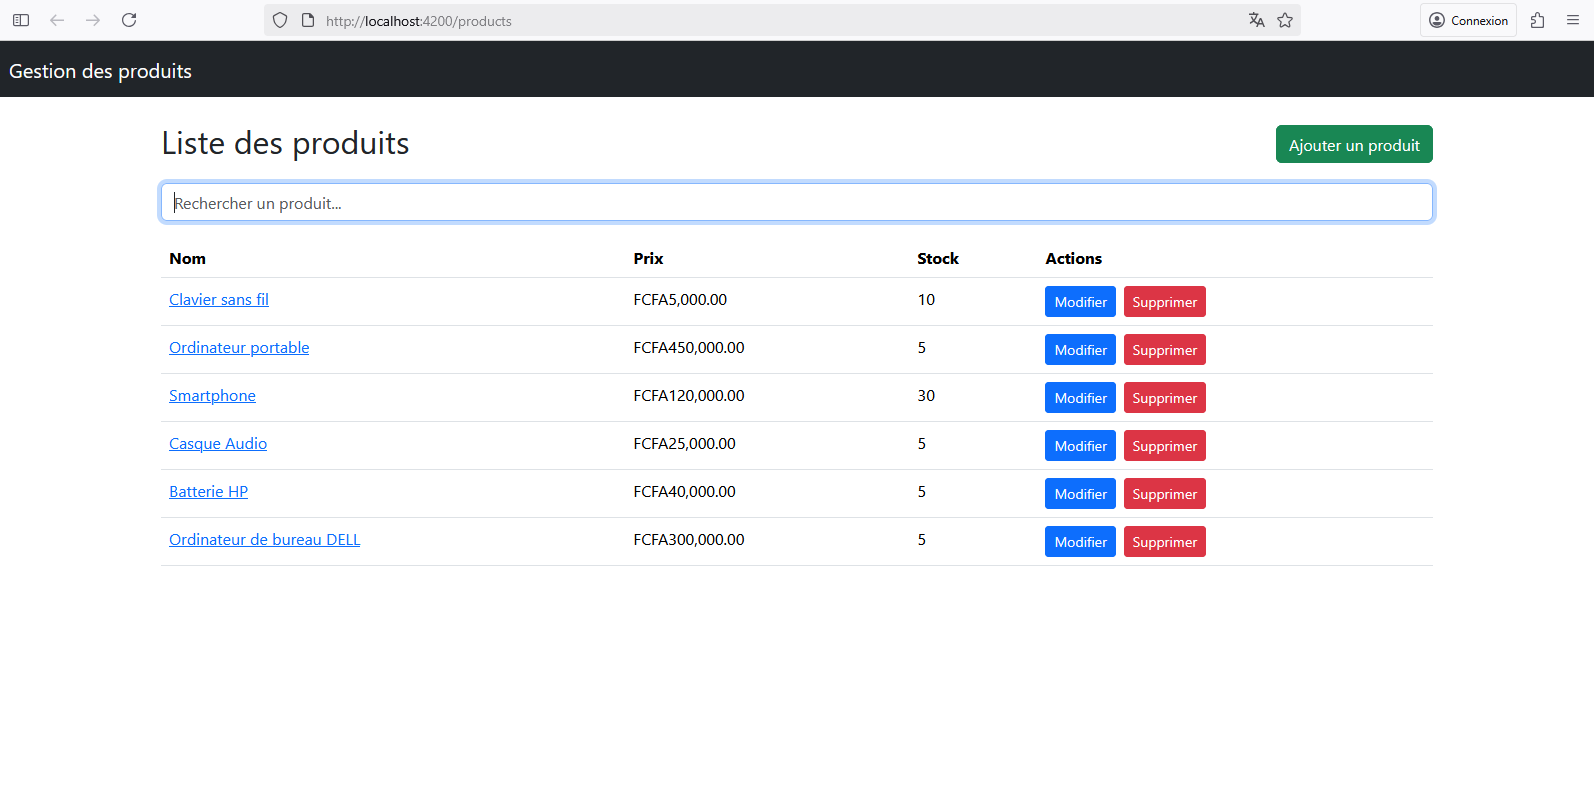 http://localhost:4200/products
Connexion
Gestion des produits
Liste des produits
Ajouter un produit
Rechercher un produit...
Nom Prix Stock Actions
Clavier sans fil FCFA5,000.00 10 Modifier Supprimer
Ordinateur portable FCFA450,000.00 5 Modifier Supprimer
Smartphone FCFA120,000.00 30 Modifier Supprimer
Casque Audio FCFA25,000.00 5 Modifier Supprimer
Batterie HP FCFA40,000.00 5 Modifier Supprimer
Ordinateur de bureau DELL FCFA300,000.00 5 Modifier Supprimer